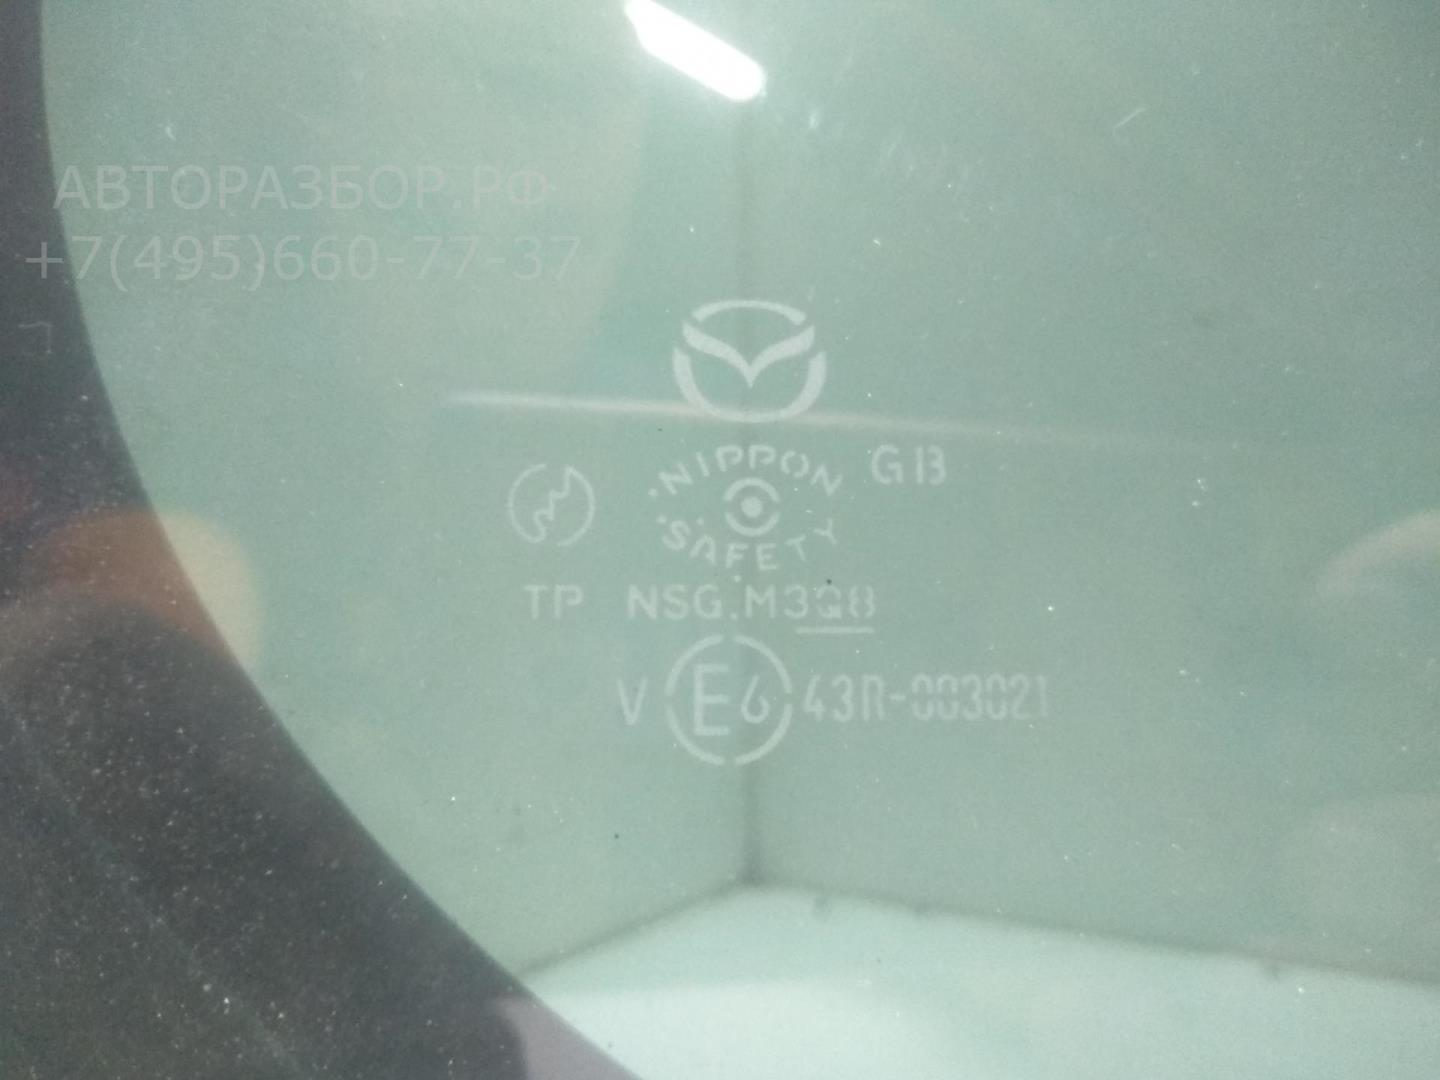 АВТОРАЗБОР.РФ
+7(495)660-77-37
NIPPON
SAFETY
GB
TP NSG.M3Q8
V E6 43R-003021